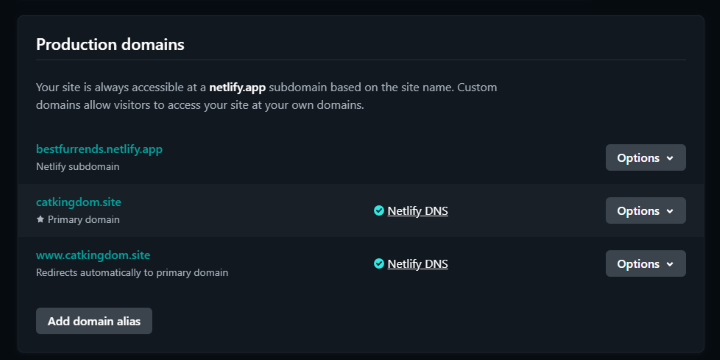 Production domains
Your site is always accessible at a netlify.app subdomain based on the site name. Custom
domains allow visitors to access your site at your own domains.
bestfurrends.netlify.app
Netlify subdomain
Options
catkingdom.site
Primary domain
Netlify DNS
Options
www.catkingdom.site
Redirects automatically to primary domain
Netlify DNS
Options
Add domain alias